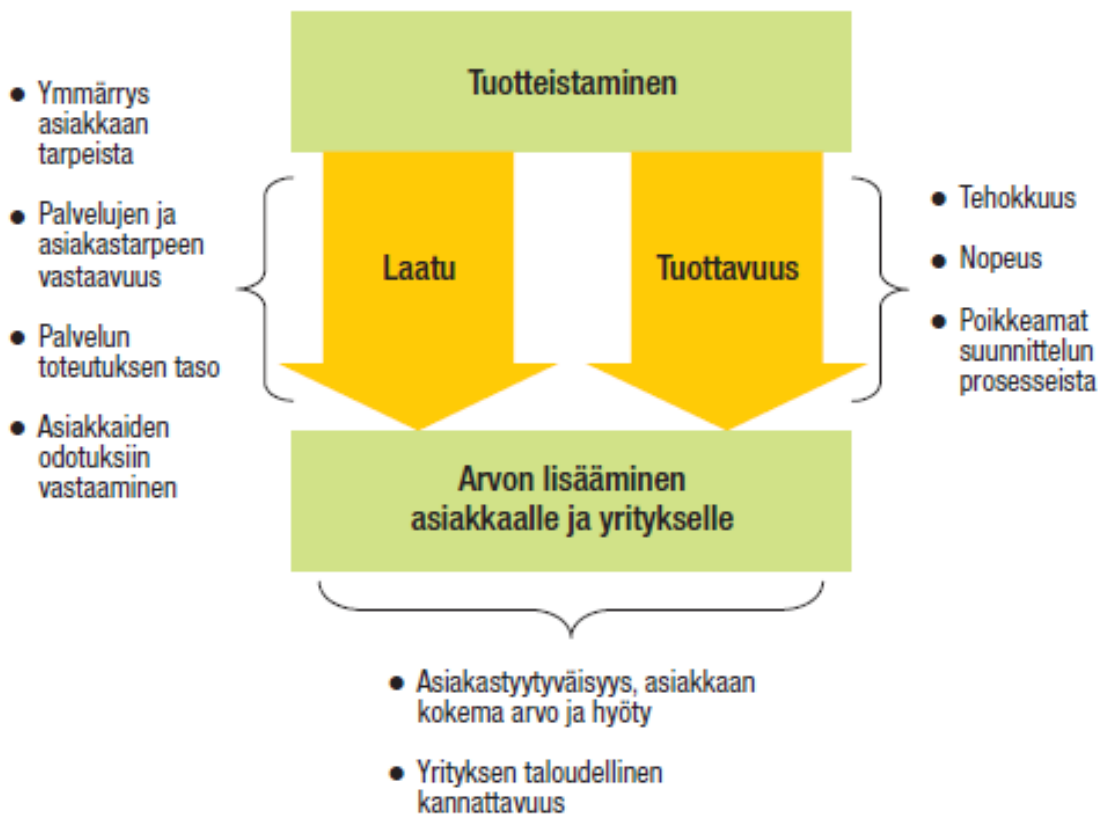 Tuotteistaminen
● Ymmärrys
asiakkaan
tarpeista
● Palvelujen ja
asiakastarpeen
vastaavuus
● Palvelun
toteutuksen taso
● Asiakkaiden
odotuksiin
vastaaminen
Laatu
Tuottavuus
● Tehokkuus
● Nopeus
● Poikkeamat
suunnittelun
prosesseista
Arvon lisääminen
asiakkaalle ja yritykselle
● Asiakastyytyväisyys, asiakkaan
kokema arvo ja hyöty
● Yrityksen taloudellinen
kannattavuus